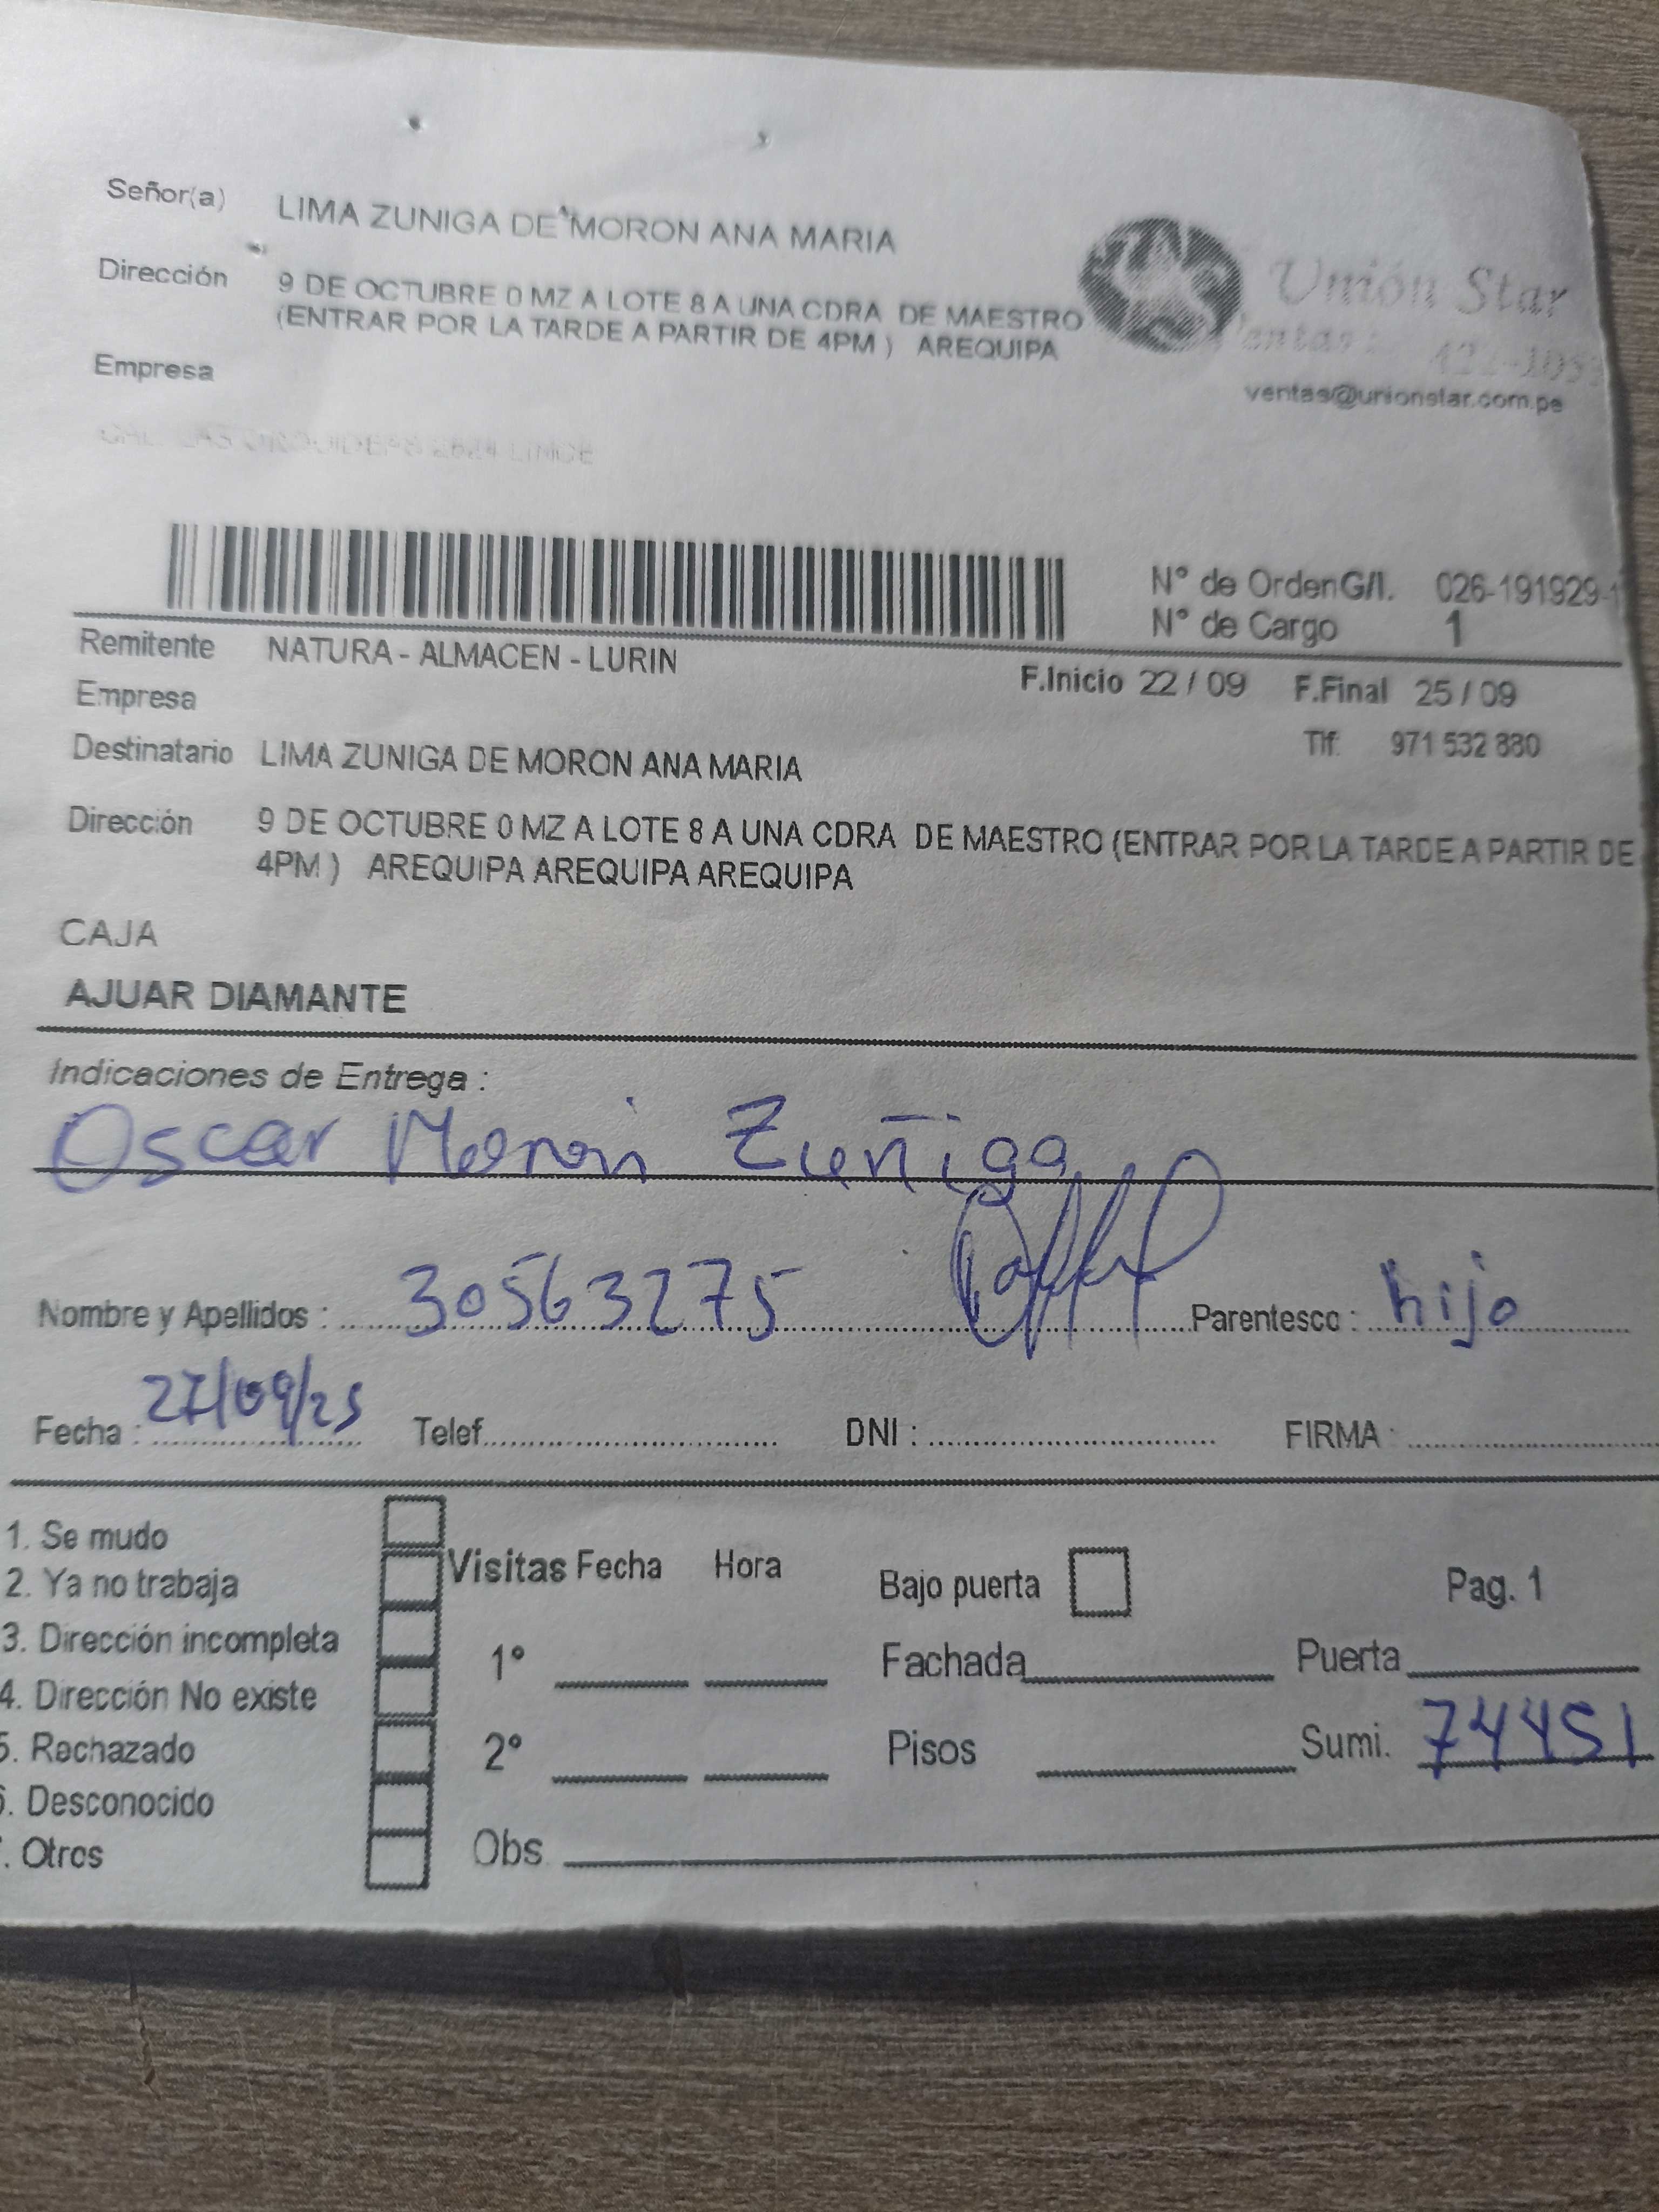 Señor(a) LIMA ZUNIGA DE MORON ANA MARIA
Dirección 9 DE OCTUBRE 0 MZ A LOTE 8 A UNA CDRA DE MAESTRO
(ENTRAR POR LA TARDE A PARTIR DE 4PM ) AREQUIPA
Unión Star
Ventas :
Empresa
ventas@unionstar.com.pe
LINCE
N° de OrdenG/I. 026-191929-1
N° de Cargo 1
Remitente NATURA - ALMACEN - LURIN
F.Inicio 22 / 09 F.Final 25 / 09
Empresa
Tlf: 971 532 880
Destinatario LIMA ZUNIGA DE MORON ANA MARIA
Dirección 9 DE OCTUBRE 0 MZ A LOTE 8 A UNA CDRA DE MAESTRO (ENTRAR POR LA TARDE A PARTIR DE
4PM ) AREQUIPA AREQUIPA AREQUIPA
CAJA
AJUAR DIAMANTE
Indicaciones de Entrega :
Oscar Moron Zuñiga
Nombre y Apellidos : 30563275 Parentesco : hijo
Fecha : 27/09/25 Telef. DNI : FIRMA :
1. Se mudo
2. Ya no trabaja
3. Dirección incompleta
4. Dirección No existe
5. Rechazado
6. Desconocido
. Otros
Visitas Fecha Hora
1°
2°
Obs
Bajo puerta Pag. 1
Fachada Puerta
Pisos Sumi. 74451